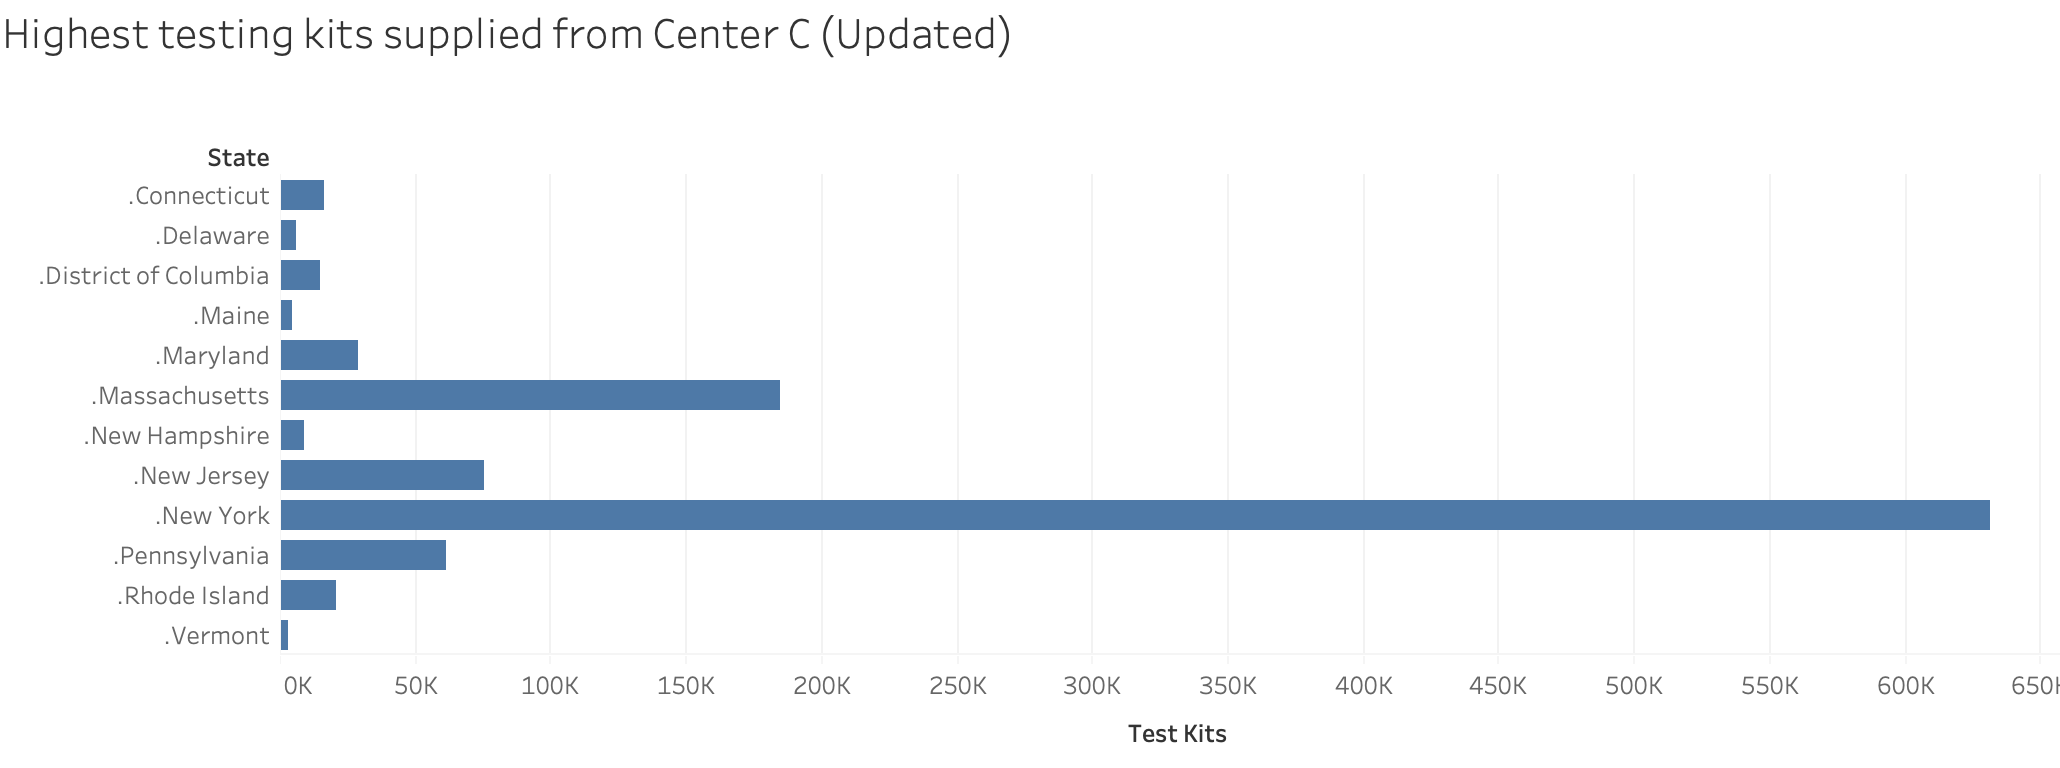 Highest testing kits supplied from Center C (Updated)
State
.Connecticut
.Delaware
.District of Columbia
.Maine
.Maryland
.Massachusetts
.New Hampshire
.New Jersey
.New York
.Pennsylvania
.Rhode Island
.Vermont
0K 50K 100K 150K 200K 250K 300K 350K 400K 450K 500K 550K 600K 650K
Test Kits